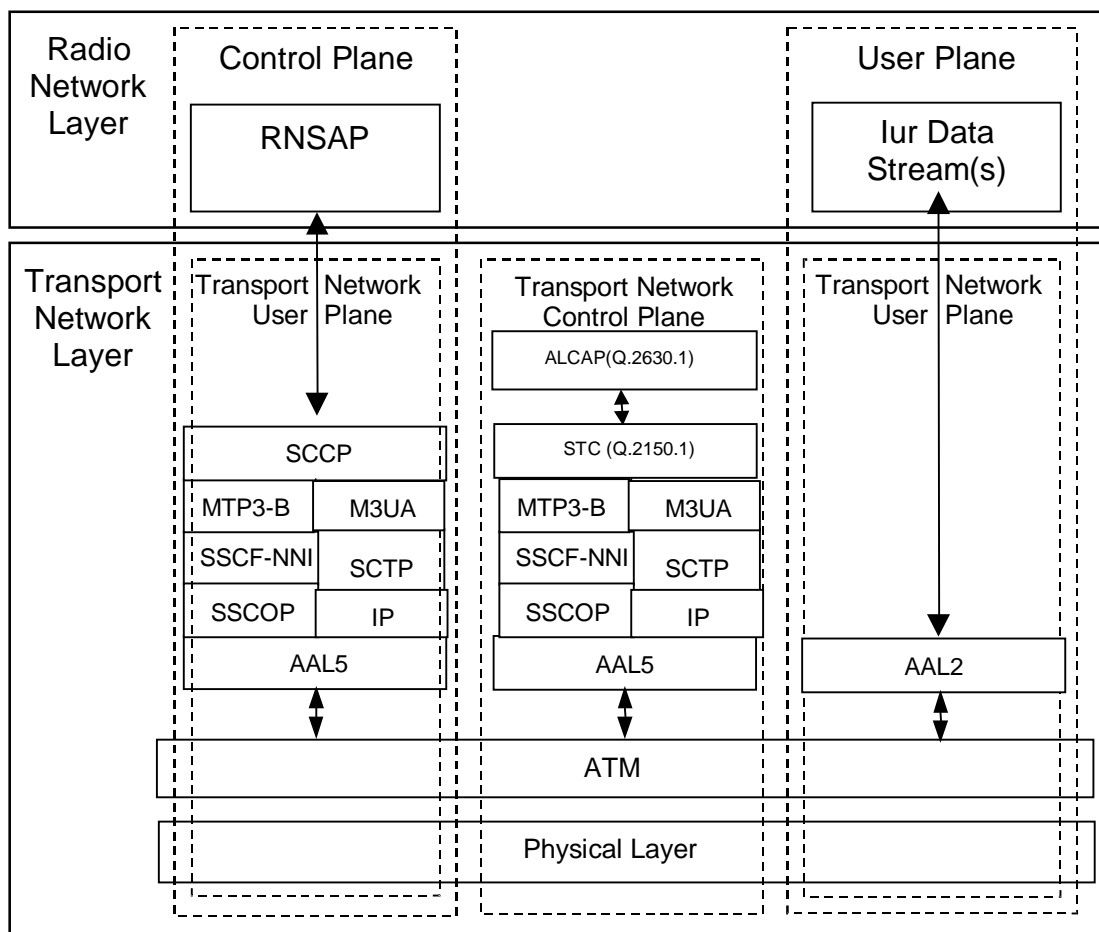 Radio
Network
Layer
Control Plane
User Plane
RNSAP
Iur Data
Stream(s)
Transport
Network
Layer
Transport Network
User Plane
Transport Network
Control Plane
Transport Network
User Plane
ALCAP(Q.2630.1)
STC (Q.2150.1)
SCCP
MTP3-B
M3UA
SSCF-NNI
SCTP
SSCOP
IP
AAL5
MTP3-B
M3UA
SSCF-NNI
SCTP
SSCOP
IP
AAL5
AAL2
ATM
Physical Layer